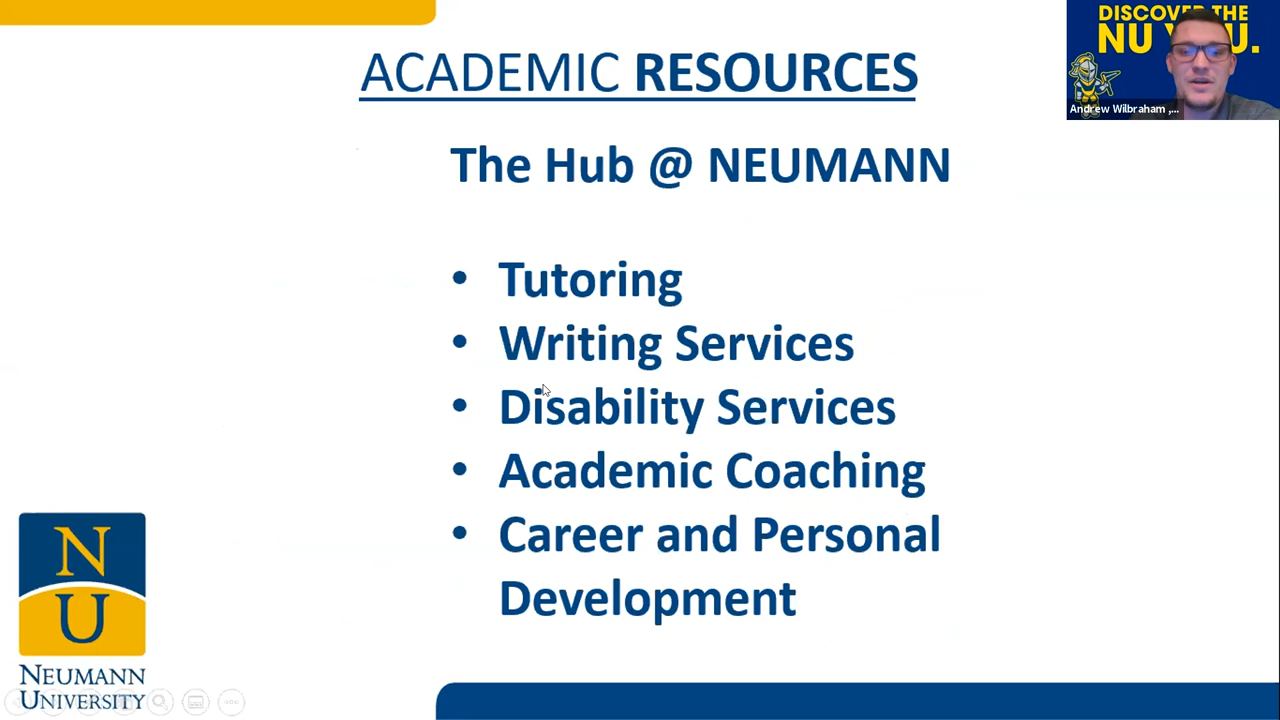 ACADEMIC RESOURCES
DISCOVER THE
NU Y U.
Andrew Wilbraham ,...
The Hub @ NEUMANN
• Tutoring
• Writing Services
• Disability Services
• Academic Coaching
• Career and Personal
Development
N
U
NEUMANN
UNIVERSITY